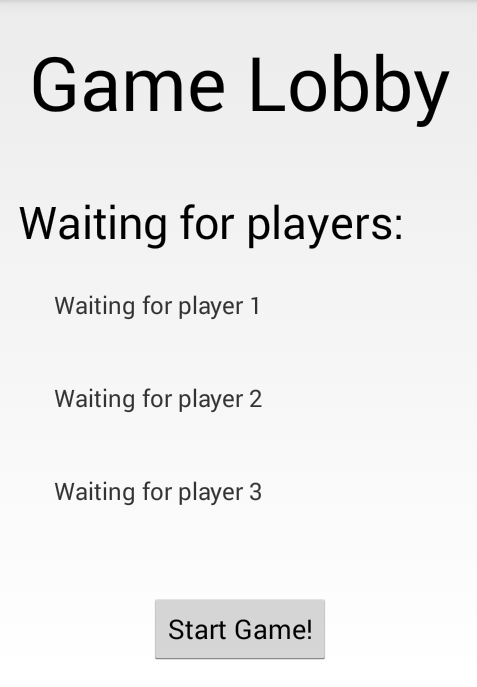 Game Lobby
Waiting for players:
Waiting for player 1
Waiting for player 2
Waiting for player 3
Start Game!